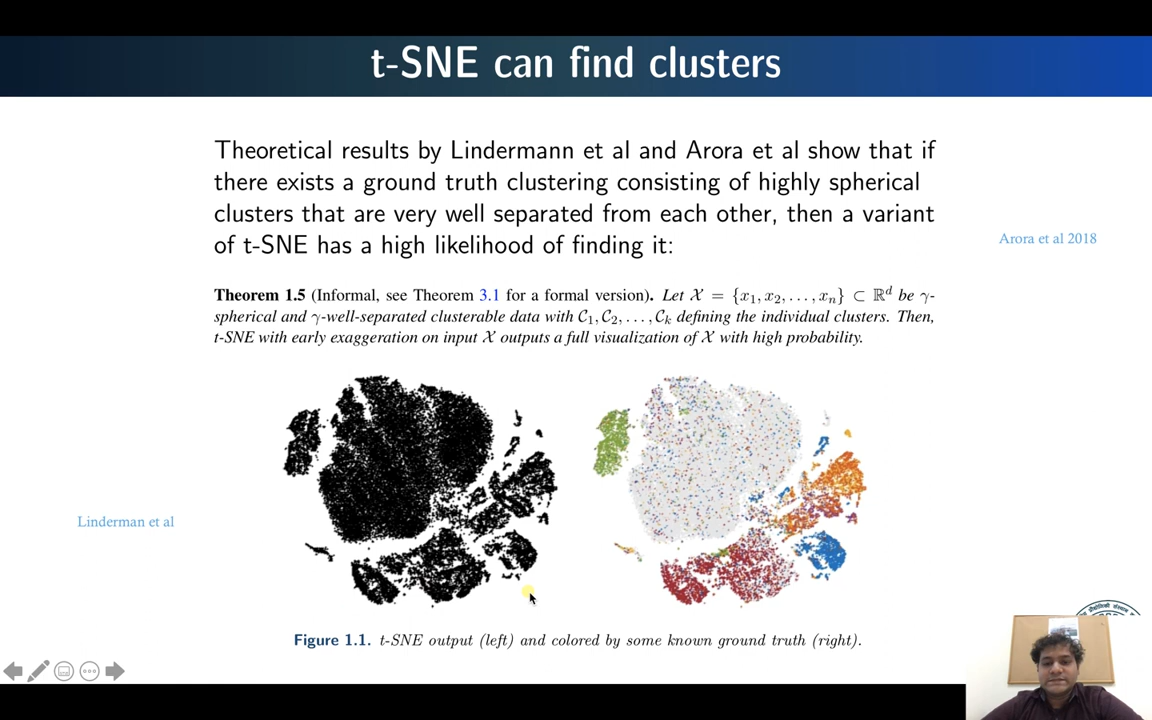 t-SNE can find clusters
Theoretical results by Lindermann et al and Arora et al show that if
there exists a ground truth clustering consisting of highly spherical
clusters that are very well separated from each other, then a variant
of t-SNE has a high likelihood of finding it:
Arora et al 2018
Theorem 1.5 (Informal, see Theorem 3.1 for a formal version). Let 𝒳 = {x₁, x₂, . . . , xₙ} ⊂ ℝᵈ be γ-
spherical and γ-well-separated clusterable data with 𝒞₁, 𝒞₂, . . . , 𝒞ₖ defining the individual clusters. Then,
t-SNE with early exaggeration on input 𝒳 outputs a full visualization of 𝒳 with high probability.
Linderman et al
Figure 1.1. t-SNE output (left) and colored by some known ground truth (right).